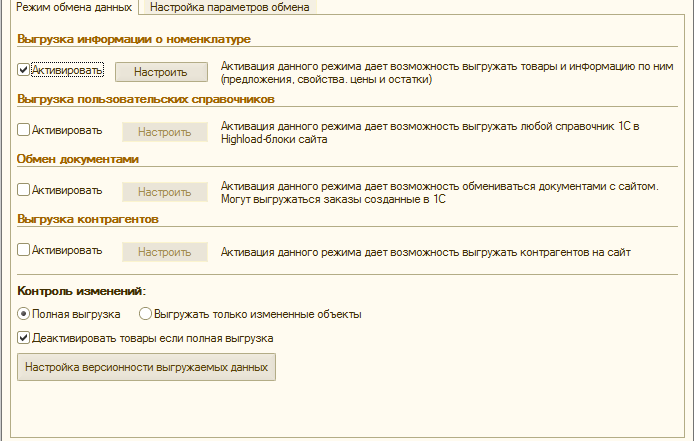 Режим обмена данных
Настройка параметров обмена
Выгрузка информации о номенклатуре
Активировать
Настроить
Активация данного режима дает возможность выгружать товары и информацию по ним
(предложения, свойства. цены и остатки)
Выгрузка пользовательских справочников
Активировать
Настроить
Активация данного режима дает возможность выгружать любой справочник 1С в
Highload-блоки сайта
Обмен документами
Активировать
Настроить
Активация данного режима дает возможность обмениваться документами с сайтом.
Могут выгружаться заказы созданные в 1С
Выгрузка контрагентов
Активировать
Настроить
Активация данного режима дает возможность выгружать контрагентов на сайт
Контроль изменений:
Полная выгрузка
Выгружать только измененные объекты
Деактивировать товары если полная выгрузка
Настройка версионности выгружаемых данных